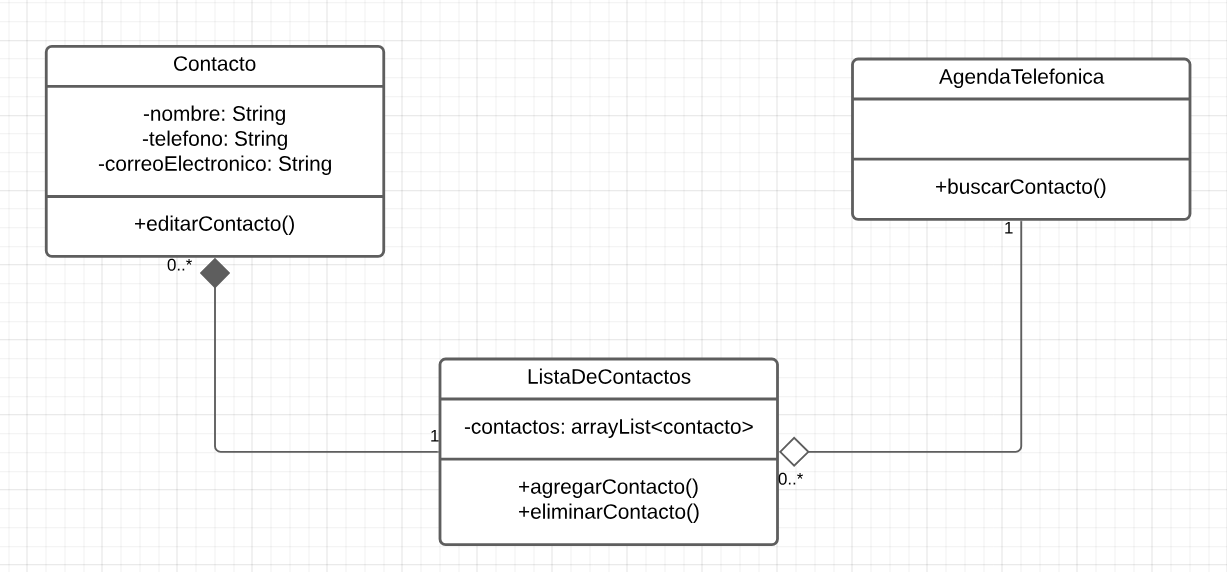 Contacto
-nombre: String
-telefono: String
-correoElectronico: String
+editarContacto()
0..*
AgendaTelefonica
+buscarContacto()
1
ListaDeContactos
-contactos: arrayList<contacto>
+agregarContacto()
+eliminarContacto()
1
0..*